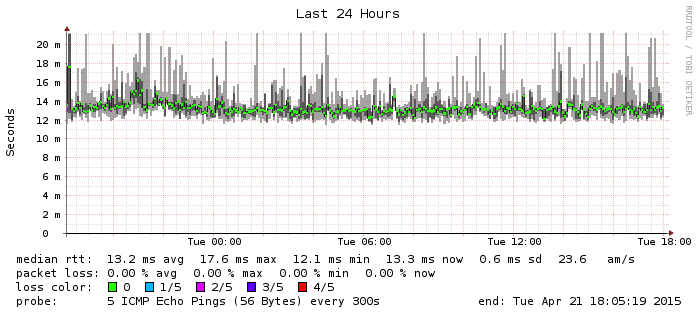 Last 24 Hours
RRDTOOL / TOBI OETIKER
Seconds
20 m
18 m
16 m
14 m
12 m
10 m
8 m
6 m
4 m
2 m
0
Tue 00:00 Tue 06:00 Tue 12:00 Tue 18:00
median rtt: 13.2 ms avg 17.6 ms max 12.1 ms min 13.3 ms now 0.6 ms sd 23.6 am/s
packet loss: 0.00 % avg 0.00 % max 0.00 % min 0.00 % now
loss color: 0 1/5 2/5 3/5 4/5
probe: 5 ICMP Echo Pings (56 Bytes) every 300s end: Tue Apr 21 18:05:19 2015